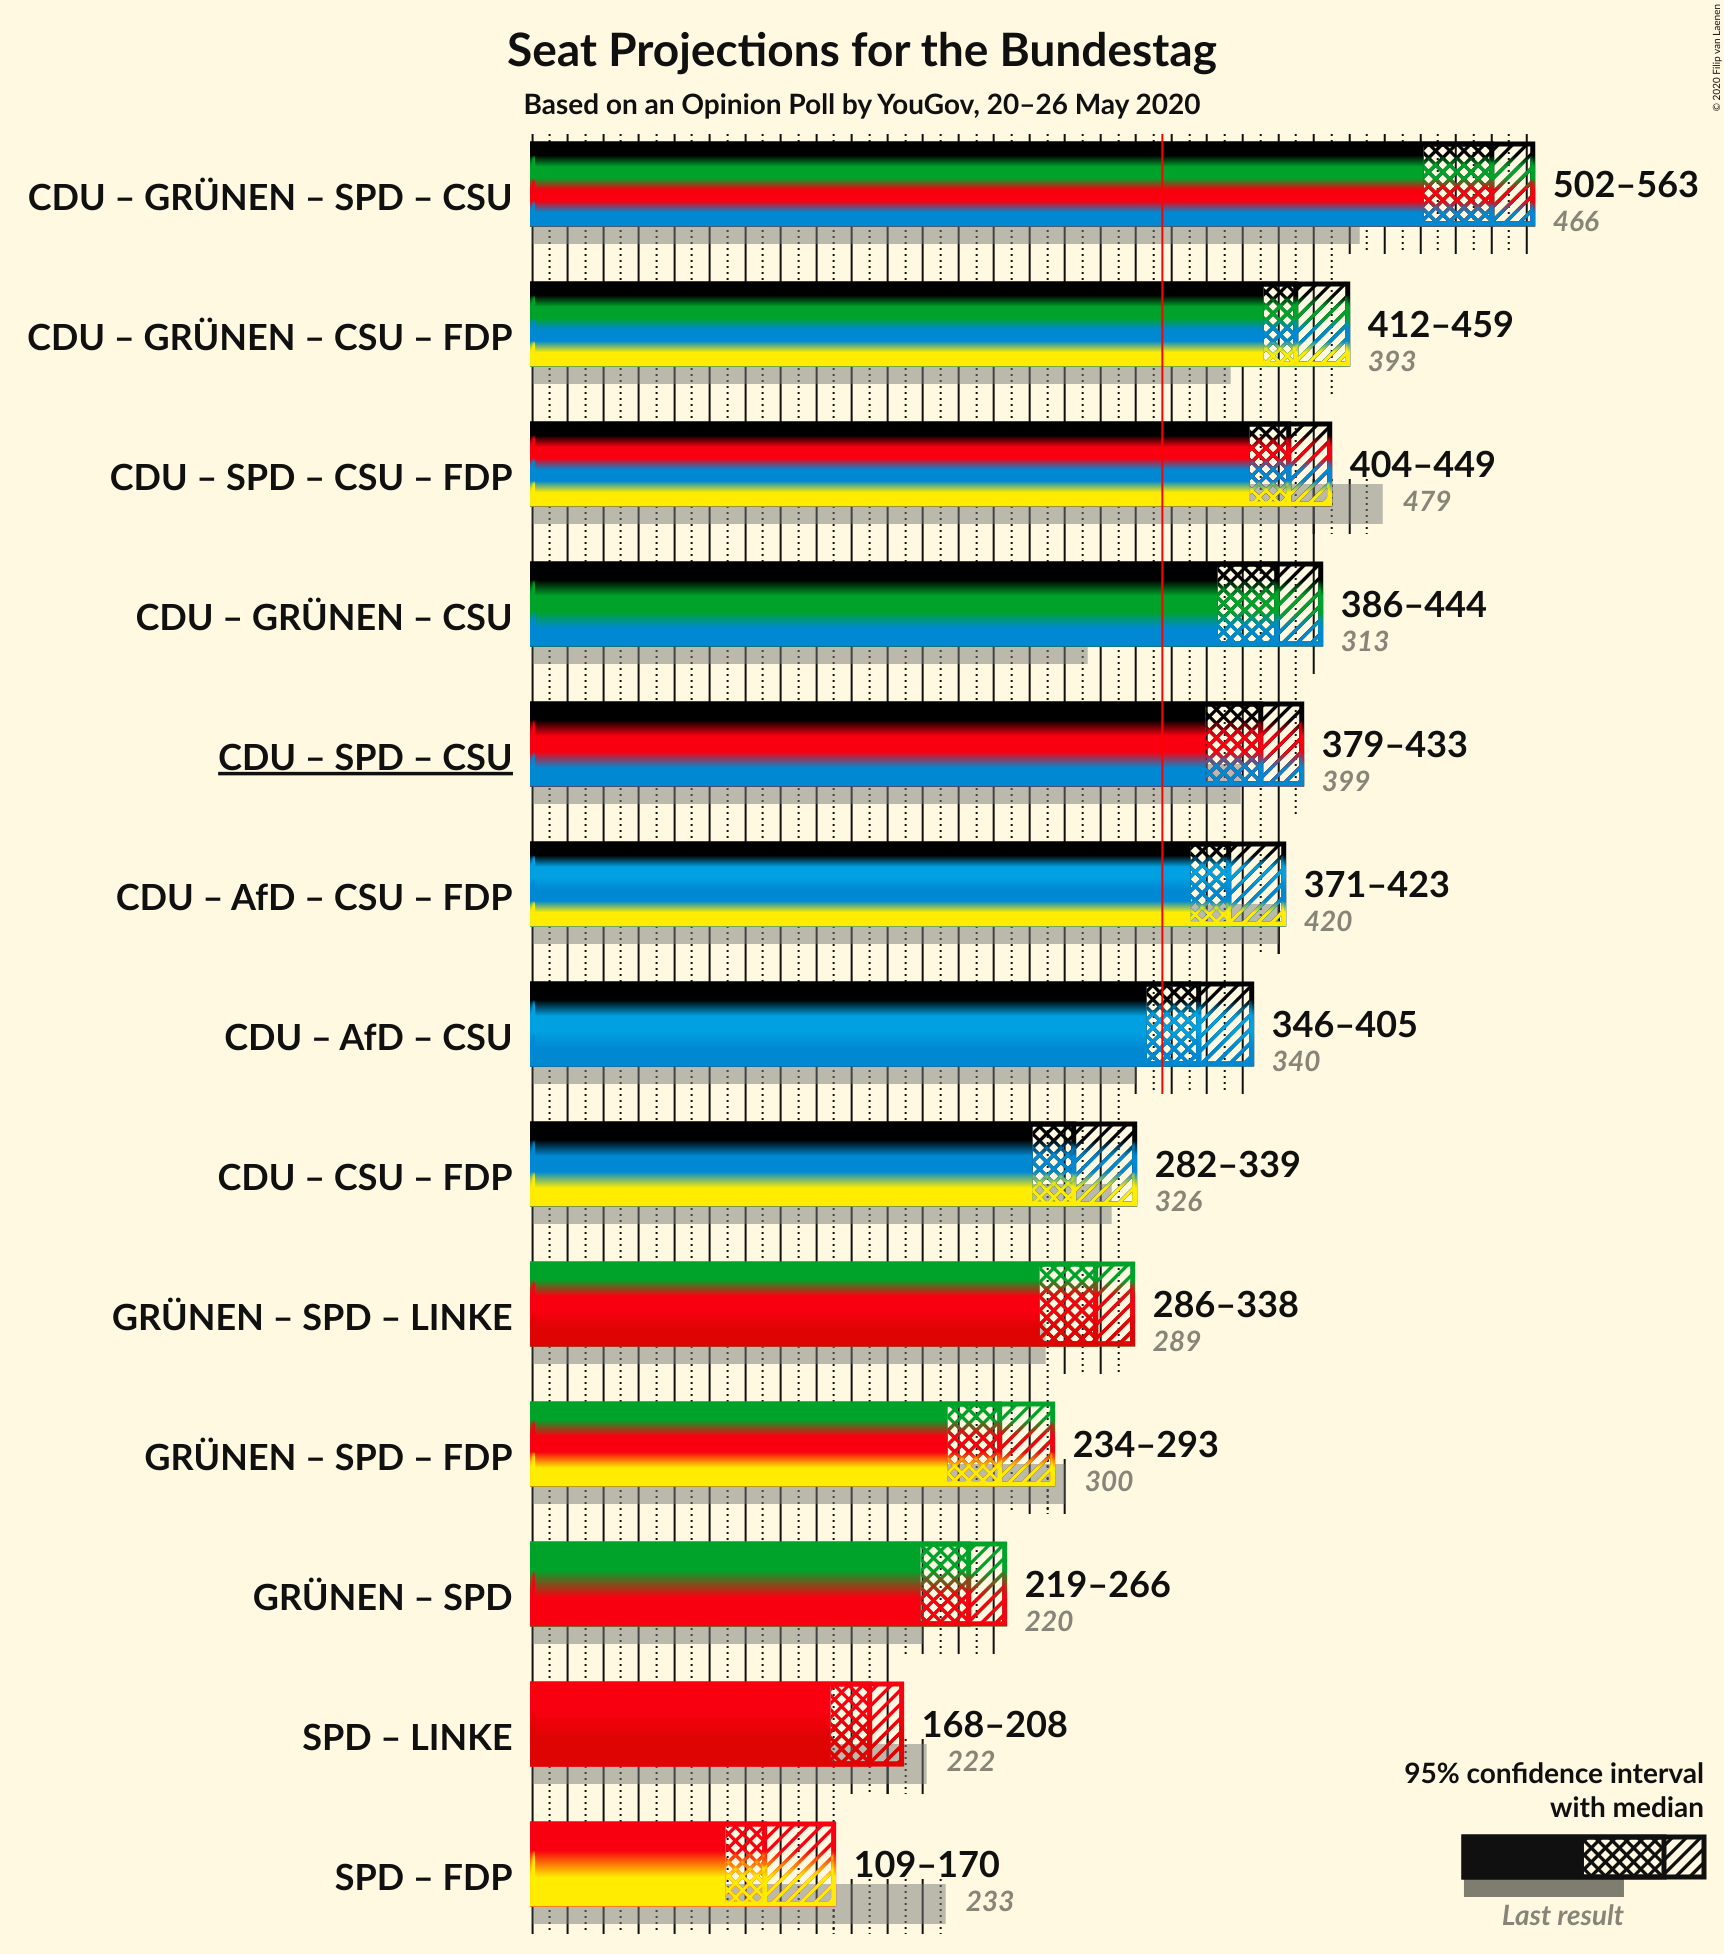 Seat Projections for the Bundestag
Based on an Opinion Poll by YouGov, 20–26 May 2020
© 2020 Filip van Laenen
CDU – GRÜNEN – SPD – CSU
502–563
466
CDU – GRÜNEN – CSU – FDP
412–459
393
CDU – SPD – CSU – FDP
404–449
479
CDU – GRÜNEN – CSU
386–444
313
CDU – SPD – CSU
379–433
399
CDU – AfD – CSU – FDP
371–423
420
CDU – AfD – CSU
346–405
340
CDU – CSU – FDP
282–339
326
GRÜNEN – SPD – LINKE
286–338
289
GRÜNEN – SPD – FDP
234–293
300
GRÜNEN – SPD
219–266
220
SPD – LINKE
168–208
222
SPD – FDP
109–170
233
95% confidence interval
with median
Last result